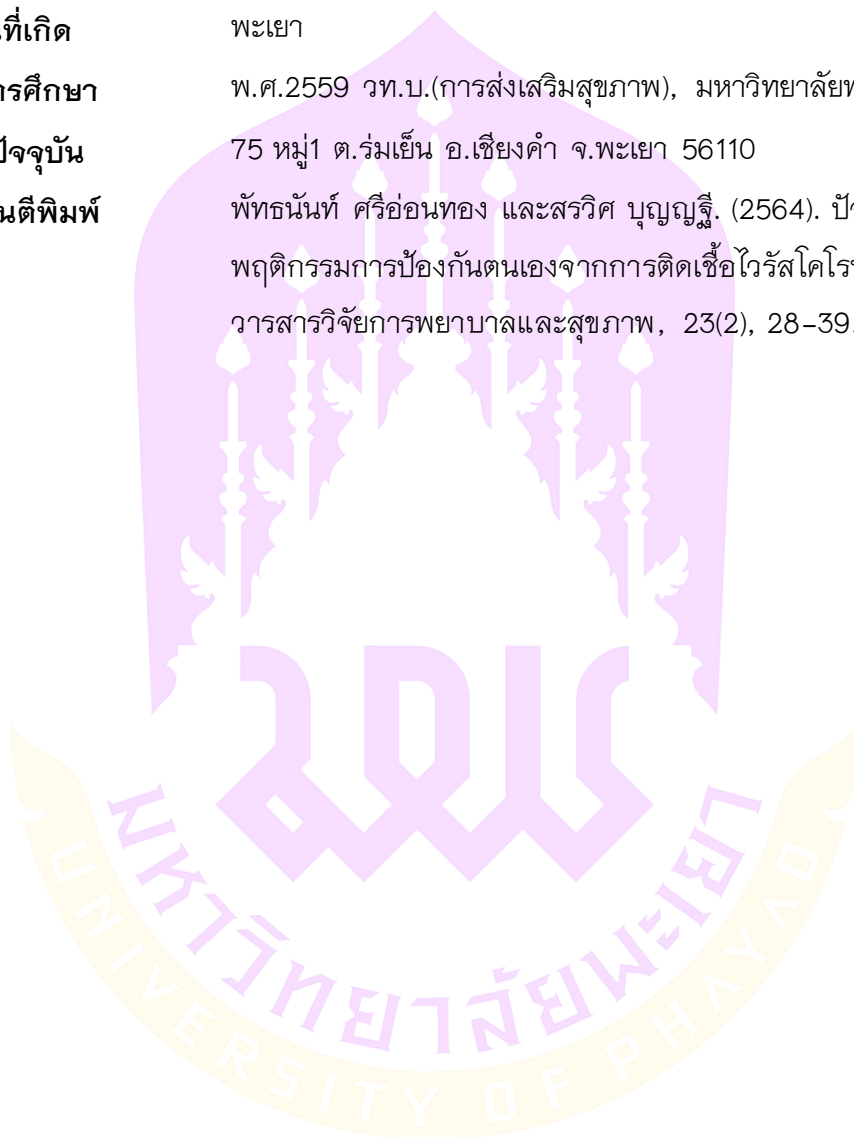 ที่เกิด พะเยา
รศึกษา พ.ศ.2559 วท.บ.(การส่งเสริมสุขภาพ), มหาวิทยาลัยพ
ปัจจุบัน 75 หมู่1 ต.ร่มเย็น อ.เชียงคำ จ.พะเยา 56110
นตีพิมพ์ พัทธนันท์ ศรีอ่อนทอง และสรวิศ บุญญฐี. (2564). ปั
พฤติกรรมการป้องกันตนเองจากการติดเชื้อไวรัสโคโร
วารสารวิจัยการพยาบาลและสุขภาพ, 23(2), 28-39.
มหาวิทยาลัยพะเยา
UNIVERSITY OF PHAYAO